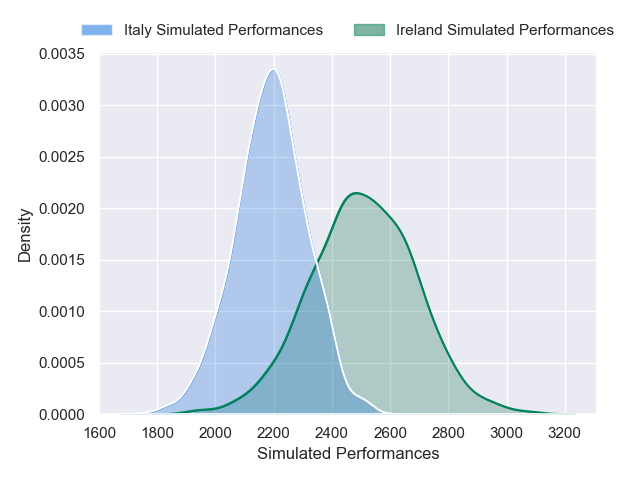 Italy Simulated Performances Ireland Simulated Performances
0.0035
0.0030
0.0025
0.0020
0.0015
0.0010
0.0005
0.0000
Density
1600 1800 2000 2200 2400 2600 2800 3000 3200
Simulated Performances